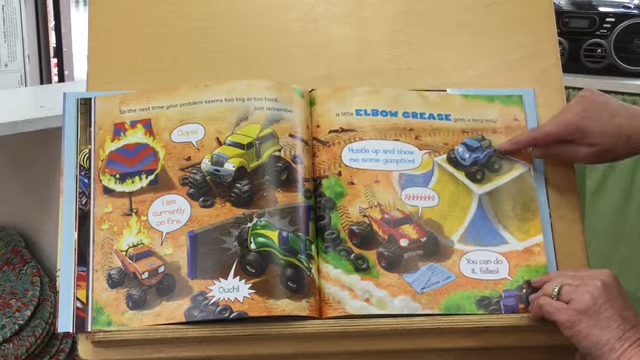 So the next time your problem seems too big or too hard,
just remember
a little ELBOW GREASE goes a long way!
Oops!
Hustle up and show
me some gumption!
I am
currently
on fire.
Ahhhhhh!
Ouch!
You can do
it, fellas!